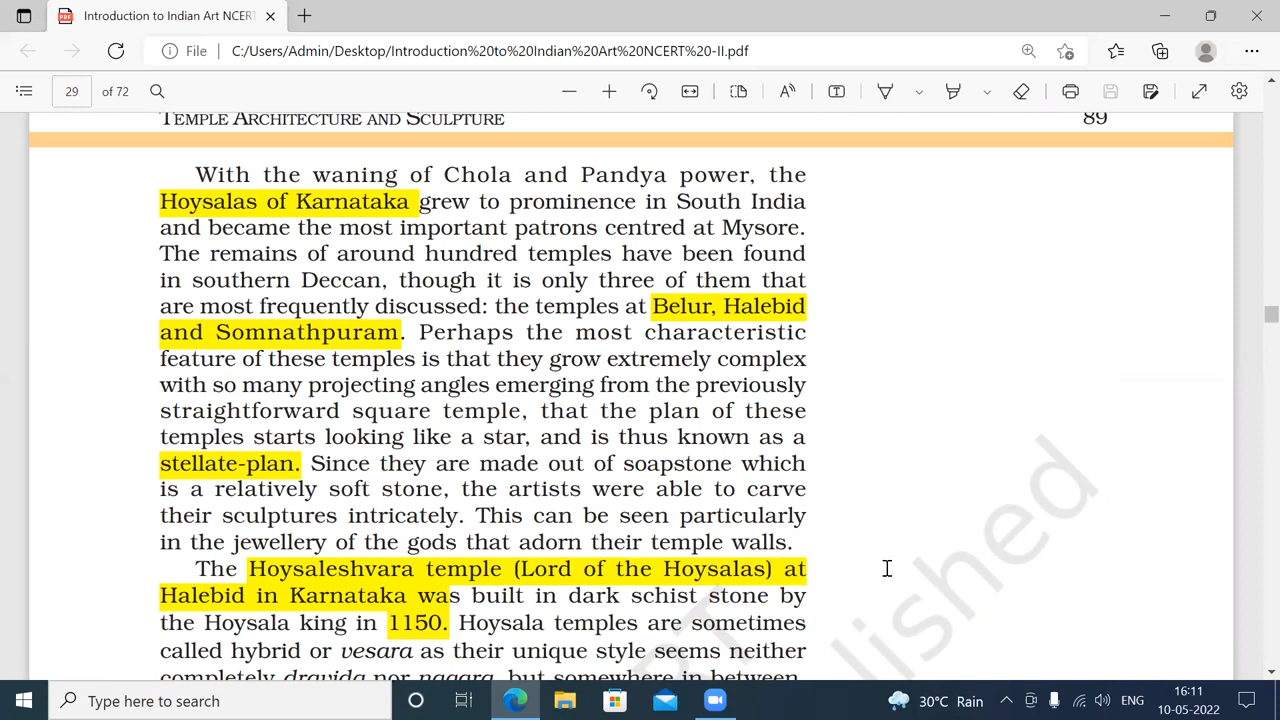 Introduction to Indian Art NCERT
File C:/Users/Admin/Desktop/Introduction%20to%20Indian%20Art%20NCERT%20-II.pdf
29 of 72
TEMPLE ARCHITECTURE AND SCULPTURE 89
With the waning of Chola and Pandya power, the
Hoysalas of Karnataka grew to prominence in South India
and became the most important patrons centred at Mysore.
The remains of around hundred temples have been found
in southern Deccan, though it is only three of them that
are most frequently discussed: the temples at Belur, Halebid
and Somnathpuram. Perhaps the most characteristic
feature of these temples is that they grow extremely complex
with so many projecting angles emerging from the previously
straightforward square temple, that the plan of these
temples starts looking like a star, and is thus known as a
stellate-plan. Since they are made out of soapstone which
is a relatively soft stone, the artists were able to carve
their sculptures intricately. This can be seen particularly
in the jewellery of the gods that adorn their temple walls.
The Hoysaleshvara temple (Lord of the Hoysalas) at
Halebid in Karnataka was built in dark schist stone by
the Hoysala king in 1150. Hoysala temples are sometimes
called hybrid or vesara as their unique style seems neither
completely dravida nor nagara, but somewhere in between.
lished
Type here to search
30°C Rain
ENG
16:11
10-05-2022